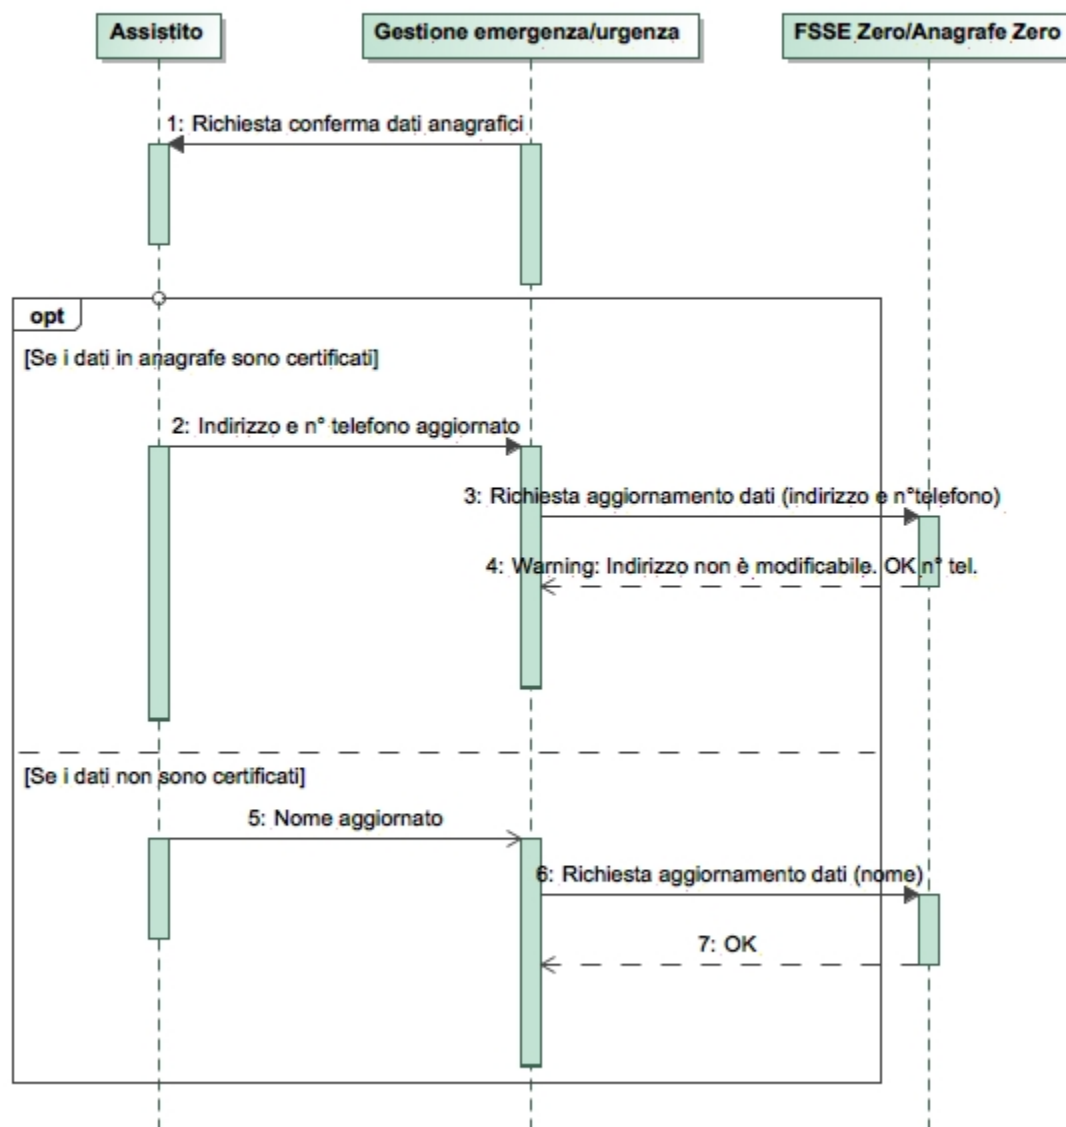 Assistito
Gestione emergenza/urgenza
FSSE Zero/Anagrafe Zero
1: Richiesta conferma dati anagrafici
opt
[Se i dati in anagrafe sono certificati]
2: Indirizzo e n° telefono aggiornato
3: Richiesta aggiornamento dati (indirizzo e n°telefono)
4: Warning: Indirizzo non è modificabile. OK n° tel.
[Se i dati non sono certificati]
5: Nome aggiornato
6: Richiesta aggiornamento dati (nome)
7: OK